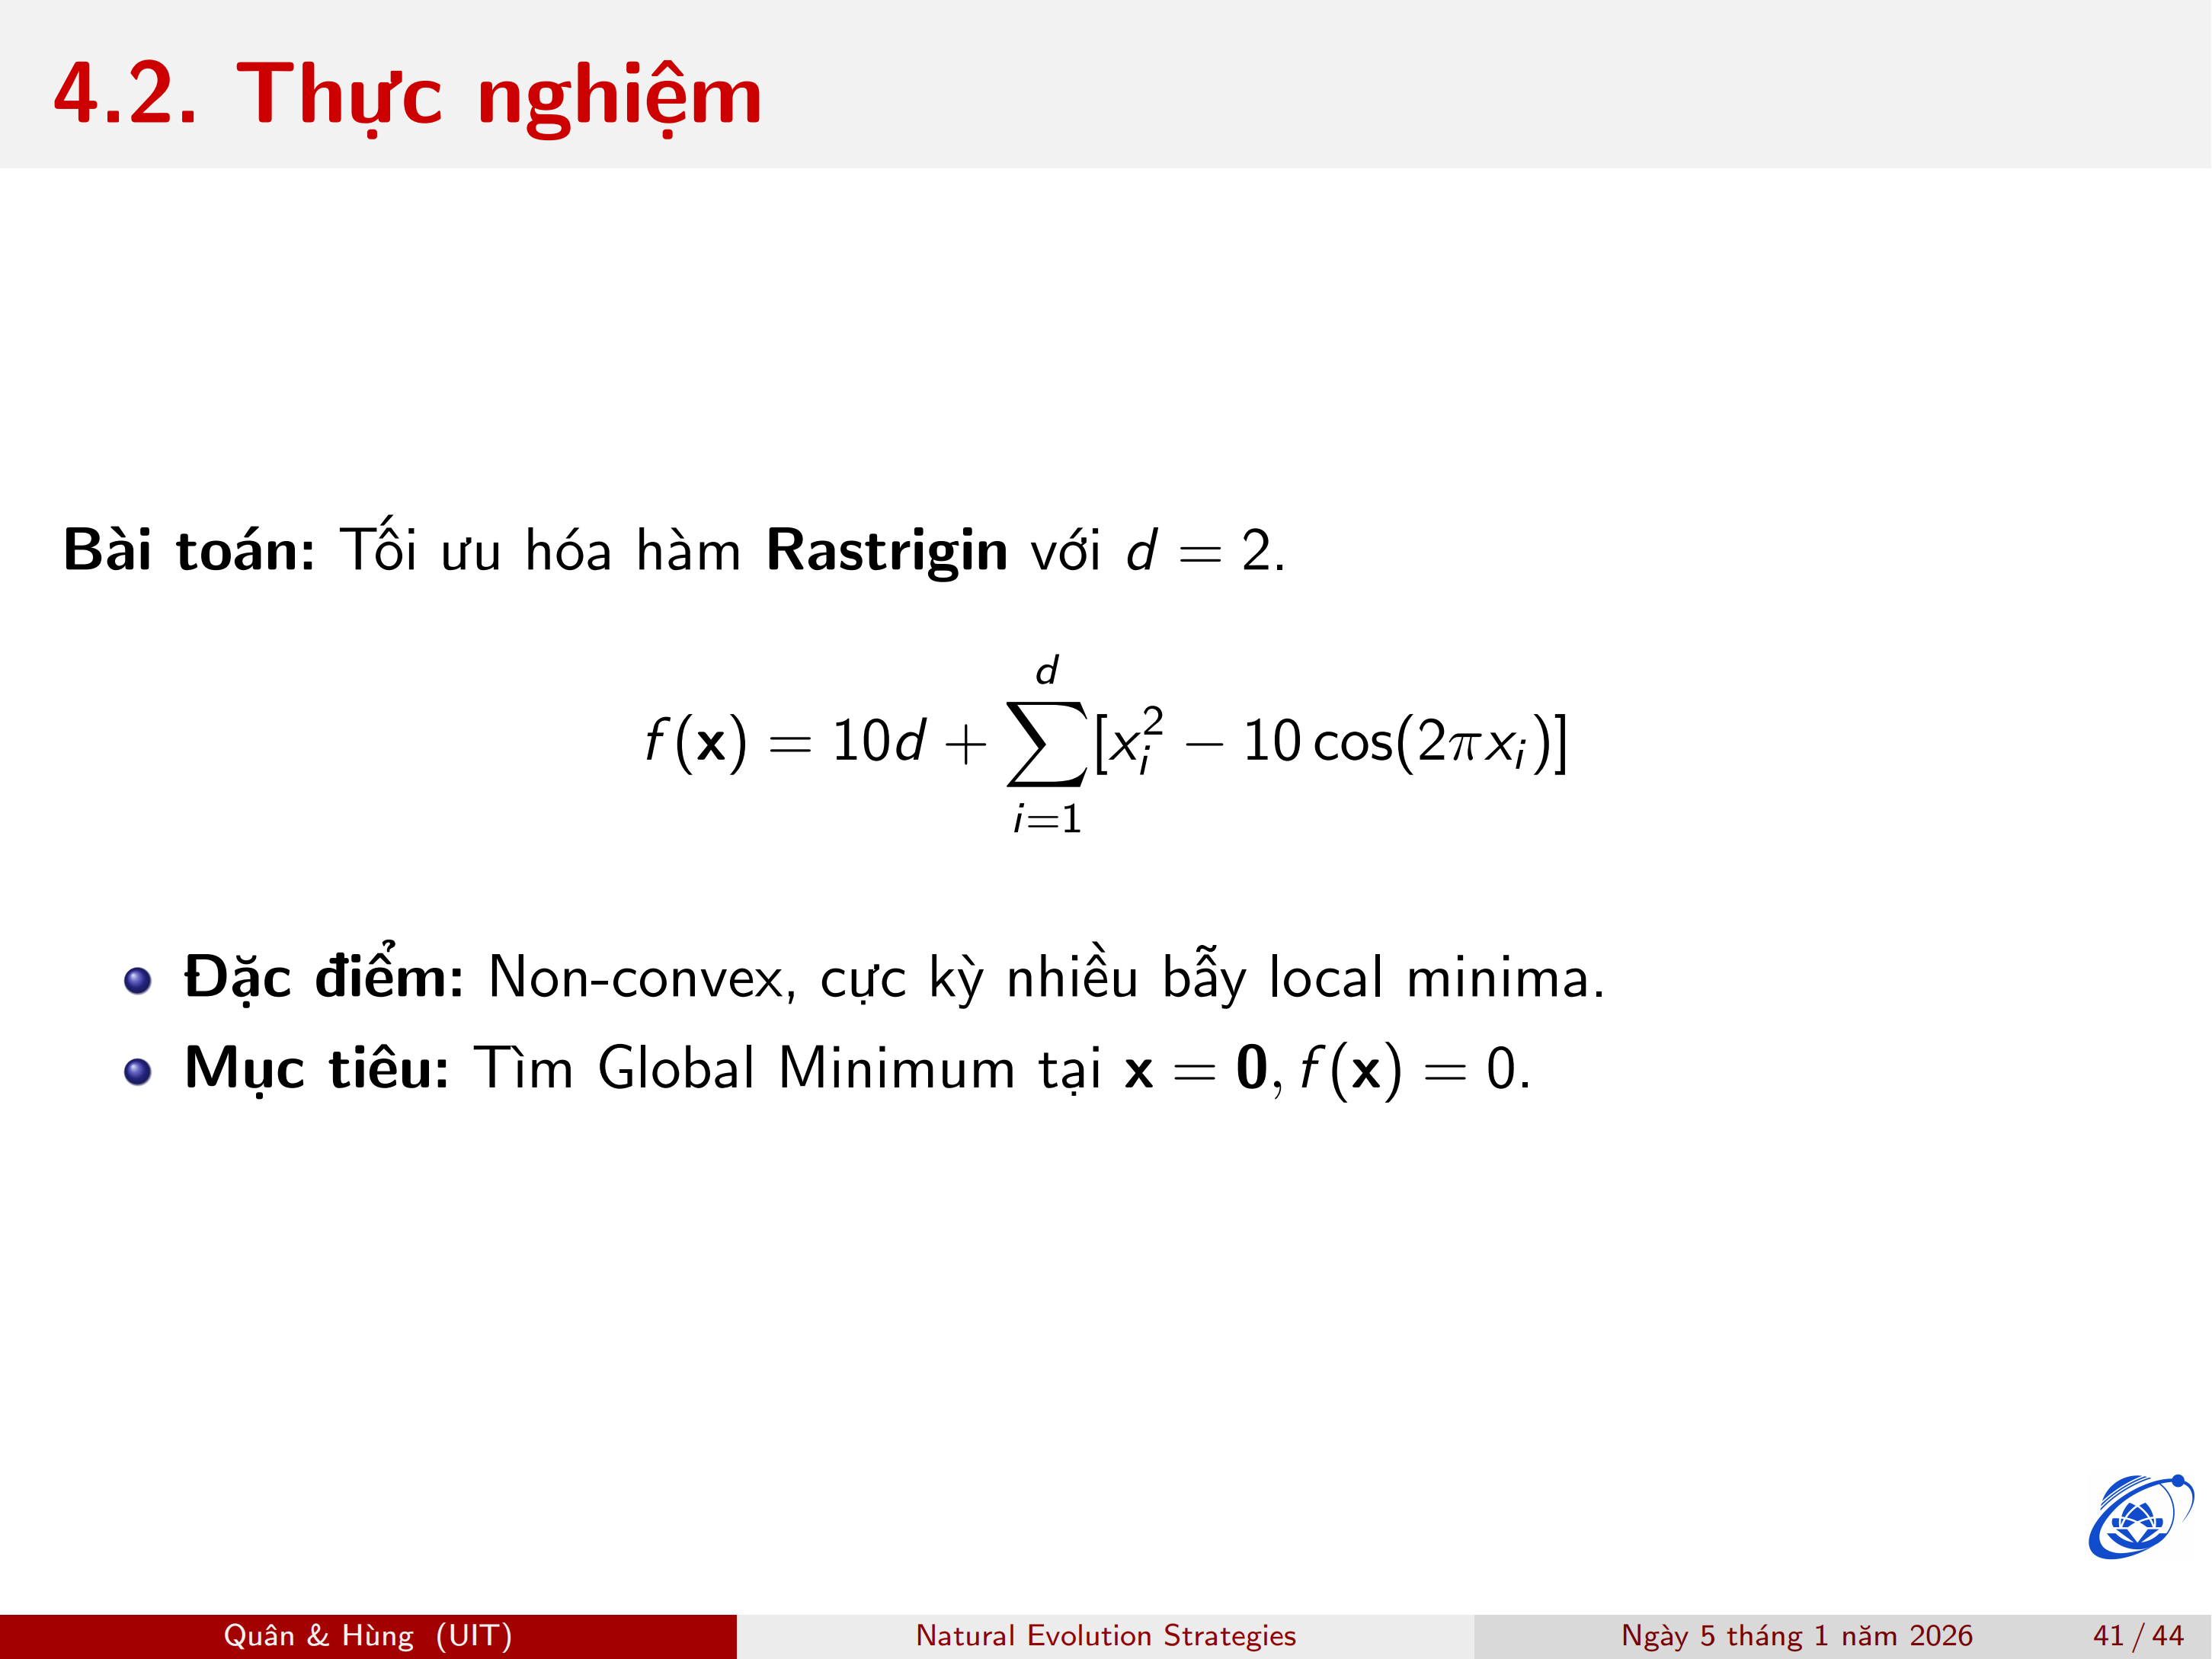 4.2. Thực nghiệm
Bài toán: Tối ưu hóa hàm Rastrigin với d = 2.
f(x) = 10d + ∑_{i=1}^{d} [x_i^2 − 10 cos(2πx_i)]
Đặc điểm: Non-convex, cực kỳ nhiều bẫy local minima.
Mục tiêu: Tìm Global Minimum tại x = 0, f(x) = 0.
Quân & Hùng (UIT) Natural Evolution Strategies Ngày 5 tháng 1 năm 2026 41 / 44